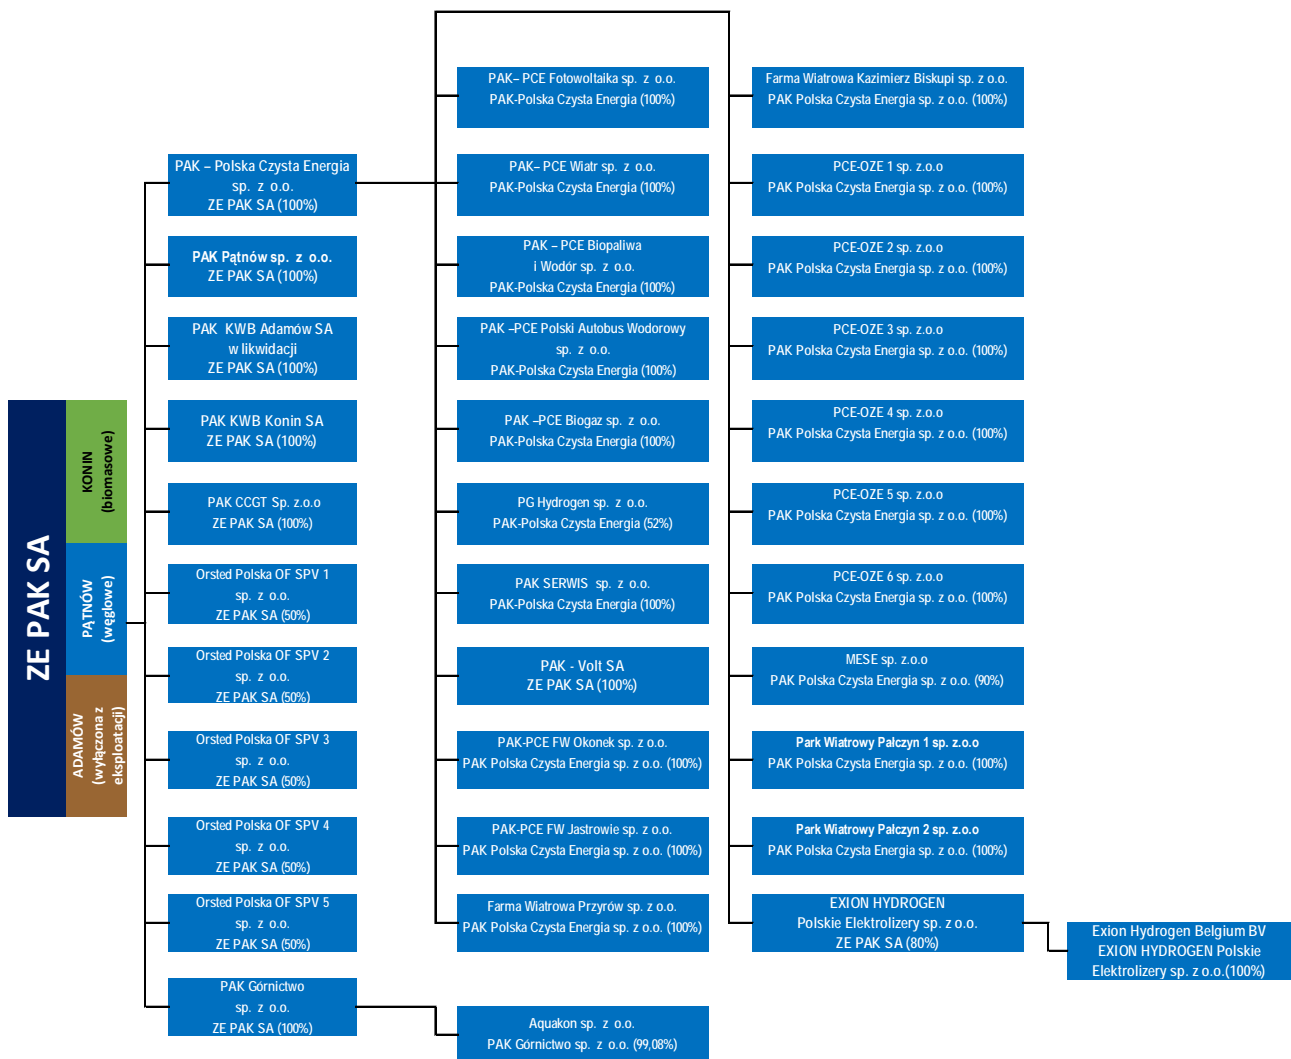 ZE PAK SA
KONIN
(biomasowe)
PĄTNÓW
(węglowe)
ADAMÓW
(wyłączona z
eksploatacji)
PAK – Polska Czysta Energia
sp. z o.o.
ZE PAK SA (100%)
PAK Pątnów sp. z o.o.
ZE PAK SA (100%)
PAK KWB Adamów SA
w likwidacji
ZE PAK SA (100%)
PAK KWB Konin SA
ZE PAK SA (100%)
PAK CCGT Sp. z.o.o
ZE PAK SA (100%)
Orsted Polska OF SPV 1
sp. z o.o.
ZE PAK SA (50%)
Orsted Polska OF SPV 2
sp. z o.o.
ZE PAK SA (50%)
Orsted Polska OF SPV 3
sp. z o.o.
ZE PAK SA (50%)
Orsted Polska OF SPV 4
sp. z o.o.
ZE PAK SA (50%)
Orsted Polska OF SPV 5
sp. z o.o.
ZE PAK SA (50%)
PAK Górnictwo
sp. z o.o.
ZE PAK SA (100%)
PAK– PCE Fotowoltaika sp. z o.o.
PAK-Polska Czysta Energia (100%)
PAK– PCE Wiatr sp. z o.o.
PAK-Polska Czysta Energia (100%)
PAK – PCE Biopaliwa
i Wodór sp. z o.o.
PAK-Polska Czysta Energia (100%)
PAK –PCE Polski Autobus Wodorowy
sp. z o.o.
PAK-Polska Czysta Energia (100%)
PAK –PCE Biogaz sp. z o.o.
PAK-Polska Czysta Energia (100%)
PG Hydrogen sp. z o.o.
PAK-Polska Czysta Energia (52%)
PAK SERWIS sp. z o.o.
PAK-Polska Czysta Energia (100%)
PAK - Volt SA
ZE PAK SA (100%)
PAK-PCE FW Okonek sp. z o.o.
PAK Polska Czysta Energia sp. z o.o. (100%)
PAK-PCE FW Jastrowie sp. z o.o.
PAK Polska Czysta Energia sp. z o.o. (100%)
Farma Wiatrowa Przyrów sp. z o.o.
PAK Polska Czysta Energia sp. z o.o. (100%)
Aquakon sp. z o.o.
PAK Górnictwo sp. z o.o. (99,08%)
Farma Wiatrowa Kazimierz Biskupi sp. z o.o.
PAK Polska Czysta Energia sp. z o.o. (100%)
PCE-OZE 1 sp. z.o.o
PAK Polska Czysta Energia sp. z o.o. (100%)
PCE-OZE 2 sp. z.o.o
PAK Polska Czysta Energia sp. z o.o. (100%)
PCE-OZE 3 sp. z.o.o
PAK Polska Czysta Energia sp. z o.o. (100%)
PCE-OZE 4 sp. z.o.o
PAK Polska Czysta Energia sp. z o.o. (100%)
PCE-OZE 5 sp. z.o.o
PAK Polska Czysta Energia sp. z o.o. (100%)
PCE-OZE 6 sp. z.o.o
PAK Polska Czysta Energia sp. z o.o. (100%)
MESE sp. z.o.o
PAK Polska Czysta Energia sp. z o.o. (90%)
Park Wiatrowy Pałczyn 1 sp. z.o.o
PAK Polska Czysta Energia sp. z o.o. (100%)
Park Wiatrowy Pałczyn 2 sp. z.o.o
PAK Polska Czysta Energia sp. z o.o. (100%)
EXION HYDROGEN
Polskie Elektrolizery sp. z o.o.
ZE PAK SA (80%)
Exion Hydrogen Belgium BV
EXION HYDROGEN Polskie
Elektrolizery sp. z o.o.(100%)